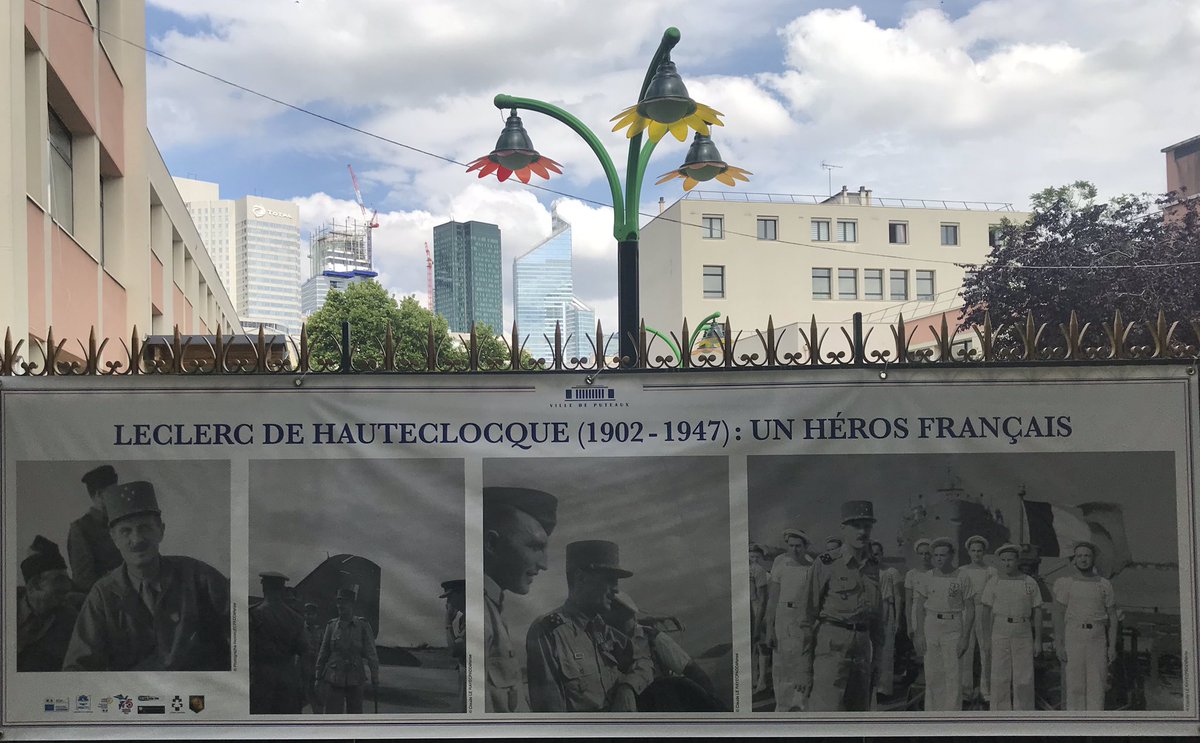 TOTAL
VILLE DE PUTEAUX
LECLERC DE HAUTECLOCQUE (1902 - 1947) : UN HÉROS FRANÇAIS